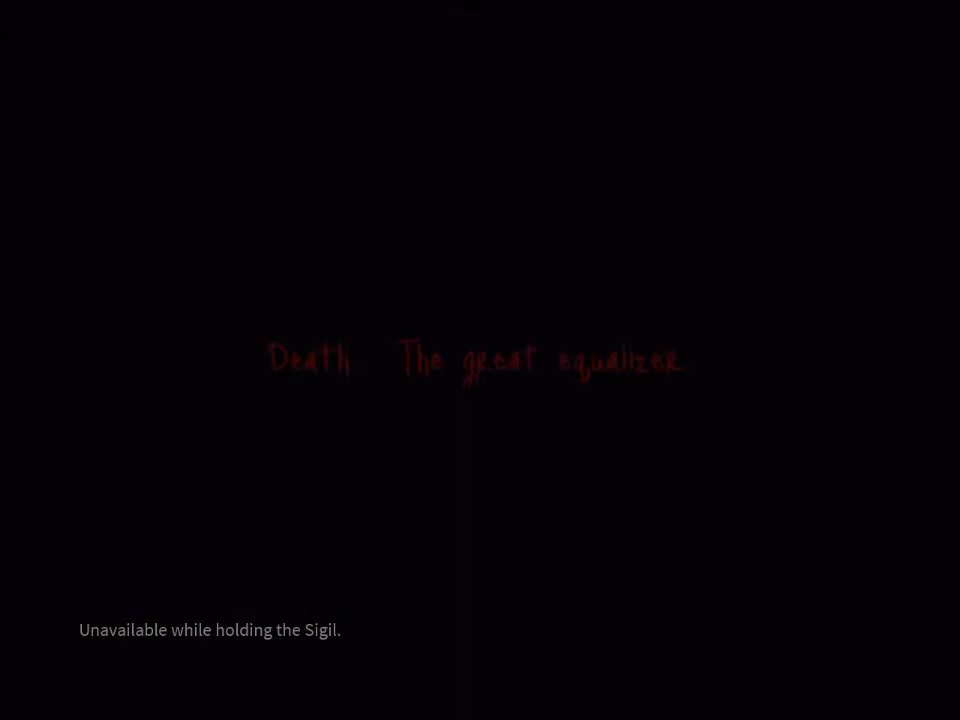 Death The great equalizer
Unavailable while holding the Sigil.